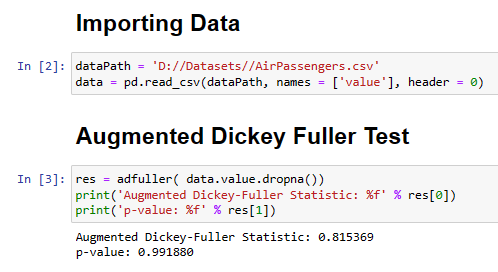 Importing Data
In [2]: dataPath = 'D://Datasets//AirPassengers.csv'
data = pd.read_csv(dataPath, names = ['value'], header = 0)
Augmented Dickey Fuller Test
In [3]: res = adfuller( data.value.dropna())
print('Augmented Dickey-Fuller Statistic: %f' % res[0])
print('p-value: %f' % res[1])
Augmented Dickey-Fuller Statistic: 0.815369
p-value: 0.991880